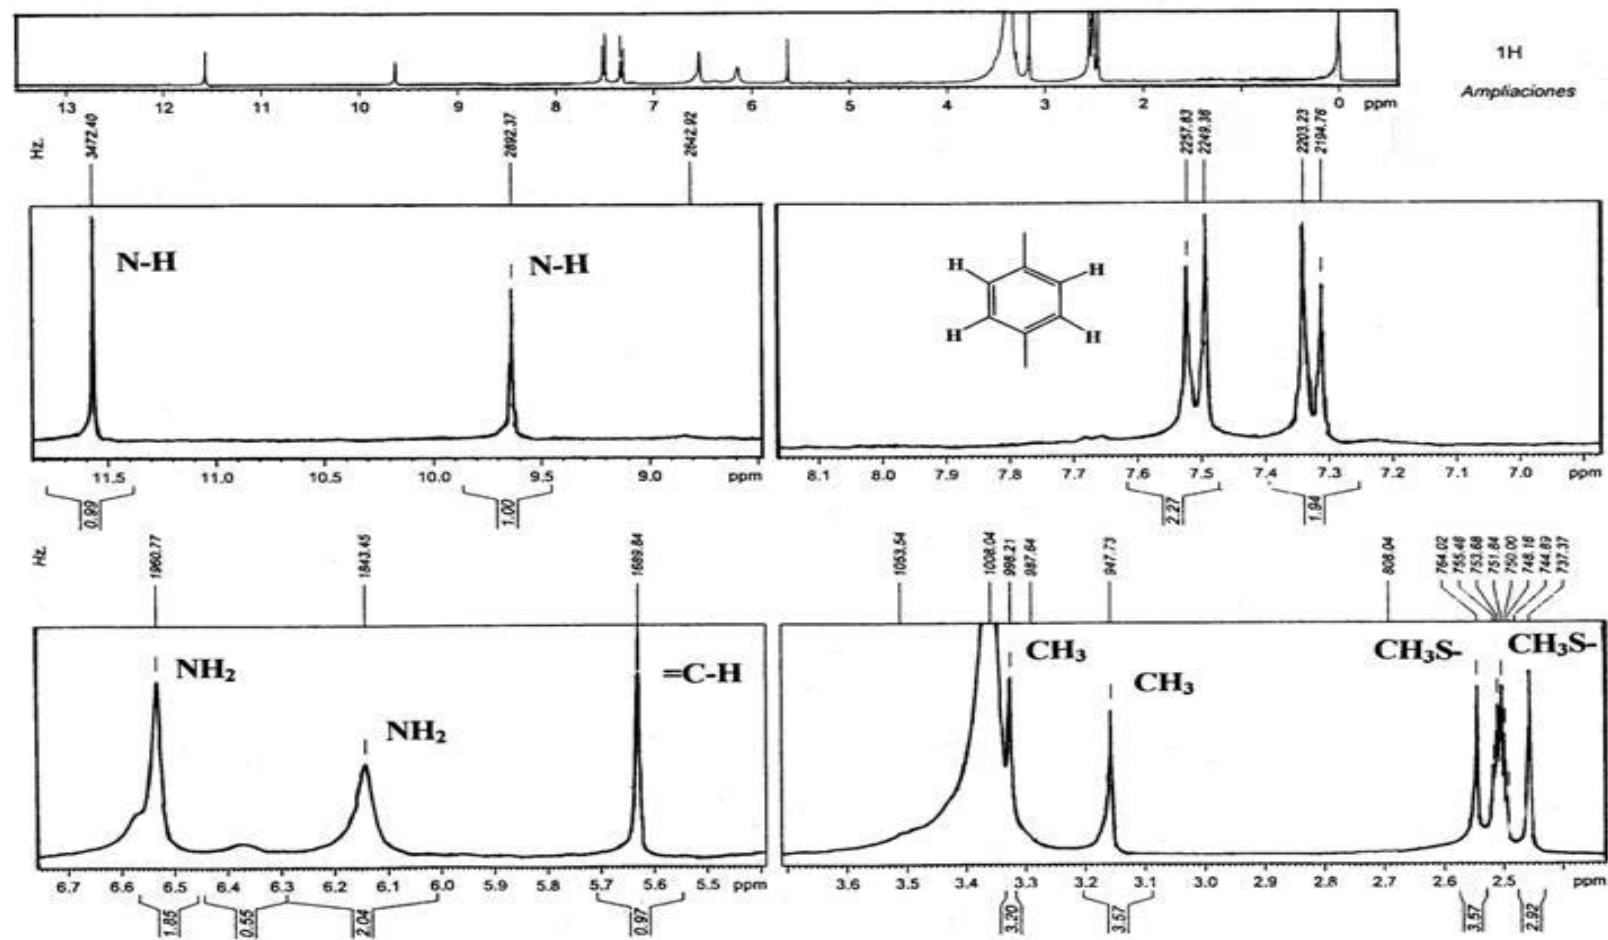 1H
Ampliaciones
13 12 11 10 9 8 7 6 5 4 3 2 1 0 ppm
Hz.
3472.40
2892.37
2642.92
2257.83
2249.36
2203.23
2194.76
N-H
N-H
H
H
H
H
11.5 11.0 10.5 10.0 9.5 9.0 ppm
8.1 8.0 7.9 7.8 7.7 7.6 7.5 7.4 7.3 7.2 7.1 7.0 ppm
0.99
1.00
2.27
1.94
Hz.
1960.77
1843.45
1689.84
1053.54
1008.04
998.21
987.64
947.73
806.04
764.02
755.46
753.68
751.84
750.00
748.16
744.89
737.37
NH2
NH2
=C-H
CH3
CH3
CH3S-
CH3S-
6.7 6.6 6.5 6.4 6.3 6.2 6.1 6.0 5.9 5.8 5.7 5.6 5.5 ppm
3.6 3.5 3.4 3.3 3.2 3.1 3.0 2.9 2.8 2.7 2.6 2.5 ppm
1.85
0.55
2.04
0.97
3.20
3.57
3.57
2.92